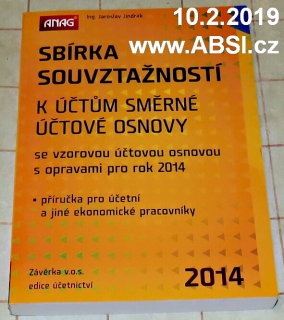 10.2.2019
www.ABSI.cz
ANAG®
Ing. Jaroslav Jindrák
SBÍRKA
SOUVZTAŽNOSTÍ
K ÚČTŮM SMĚRNÉ
ÚČTOVÉ OSNOVY
se vzorovou účtovou osnovou
s opravami pro rok 2014
• příručka pro účetní
a jiné ekonomické pracovníky
Závěrka v.o.s.
edice účetnictví
2014